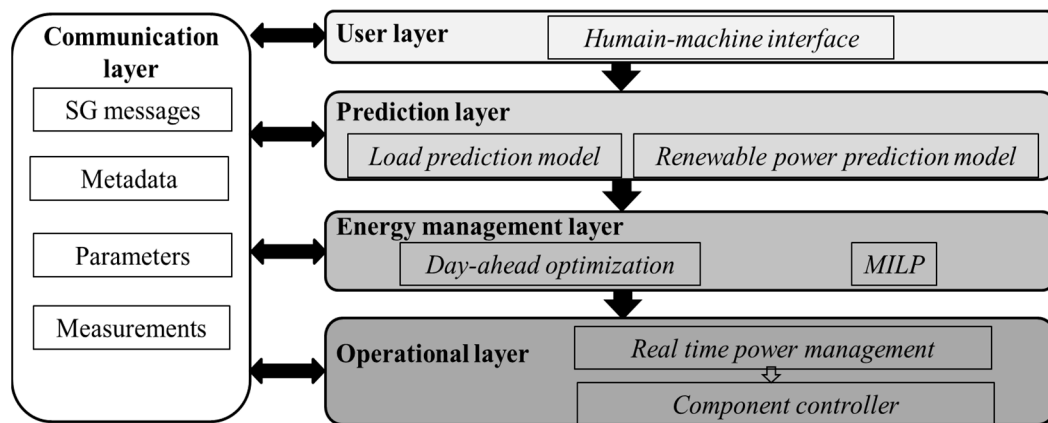 Communication
layer
SG messages
Metadata
Parameters
Measurements
User layer
Humain-machine interface
Prediction layer
Load prediction model
Renewable power prediction model
Energy management layer
Day-ahead optimization
MILP
Operational layer
Real time power management
Component controller